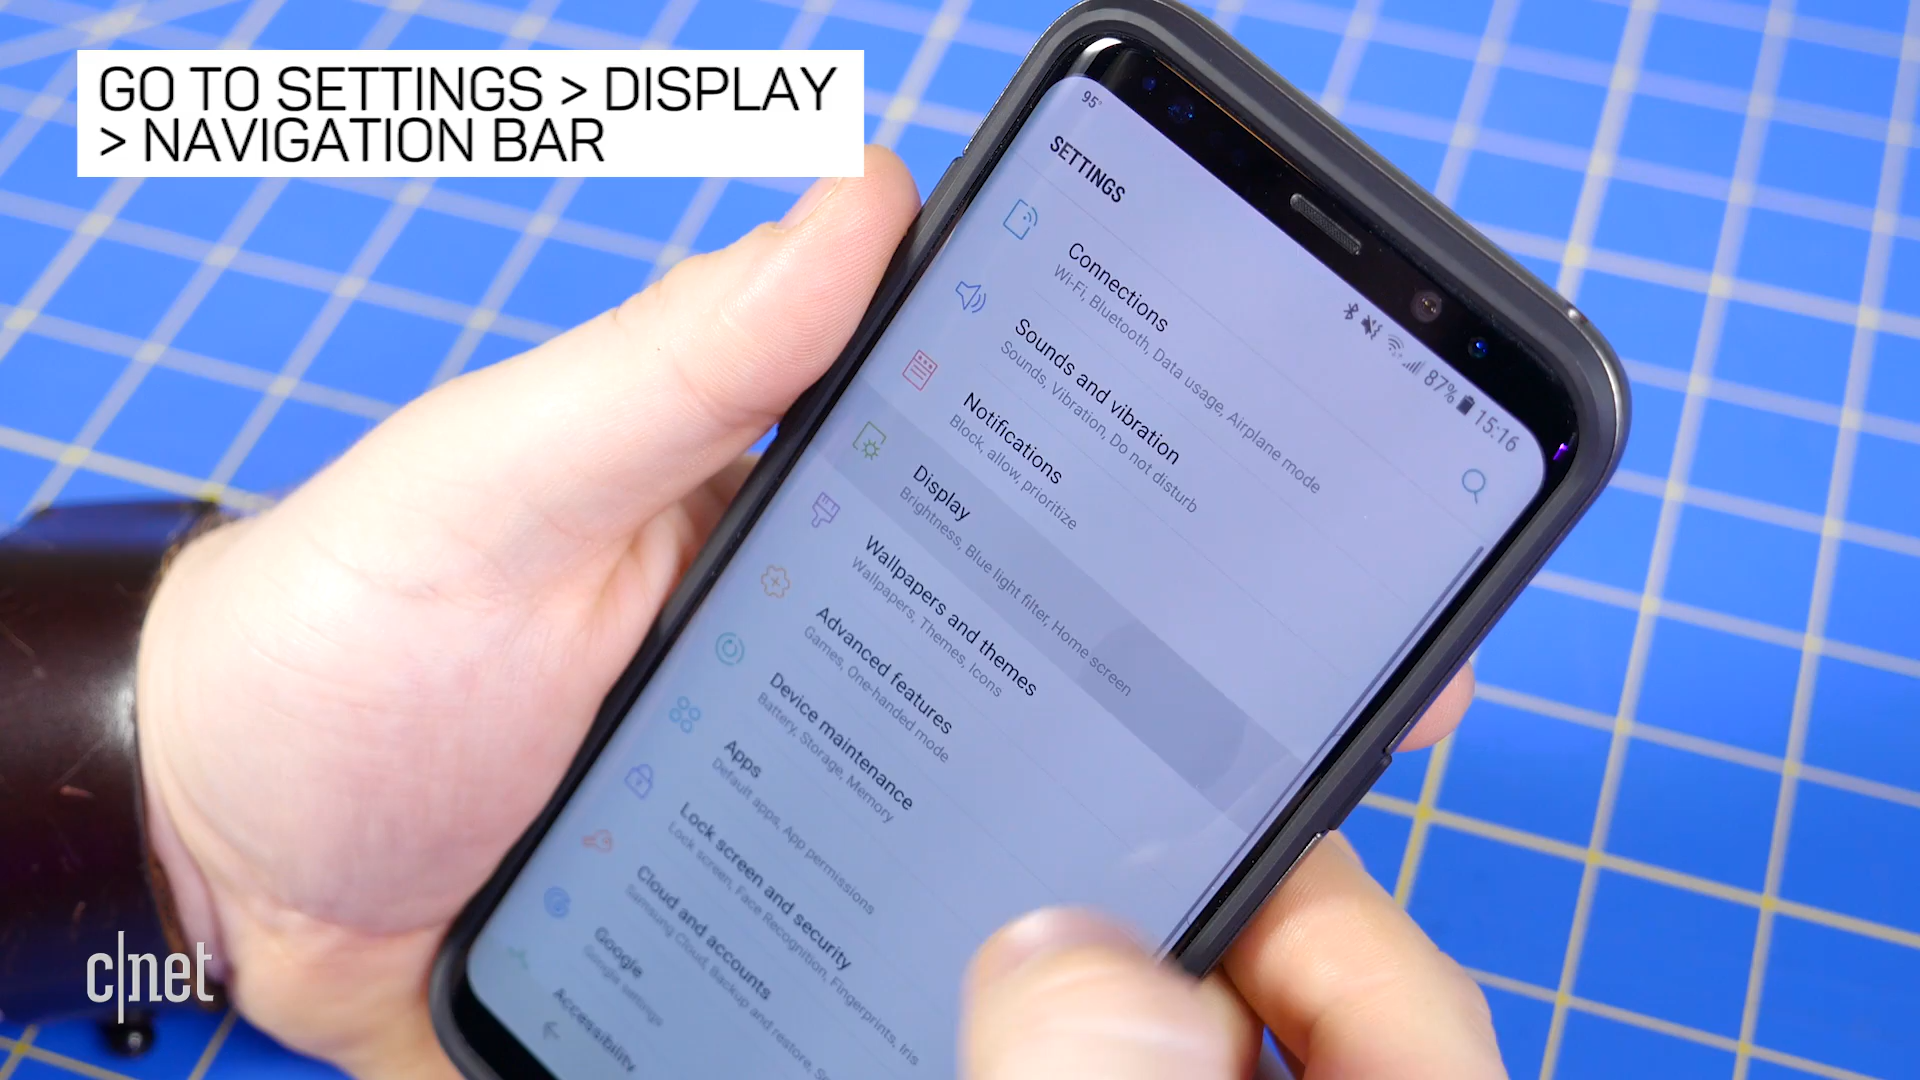 GO TO SETTINGS > DISPLAY
> NAVIGATION BAR
95°
87% 15:16
SETTINGS
Connections
Wi-Fi, Bluetooth, Data usage, Airplane mode
Sounds and vibration
Sounds, Vibration, Do not disturb
Notifications
Block, allow, prioritize
Display
Brightness, Blue light filter, Home screen
Wallpapers and themes
Wallpapers, Themes, Icons
Advanced features
Games, One-handed mode
Device maintenance
Battery, Storage, Memory
Apps
Default apps, App permissions
Lock screen and security
Lock screen, Face Recognition, Fingerprints, Iris
Cloud and accounts
Samsung Cloud, Backup and restore,
Google
Google settings
Accessibility
c|net